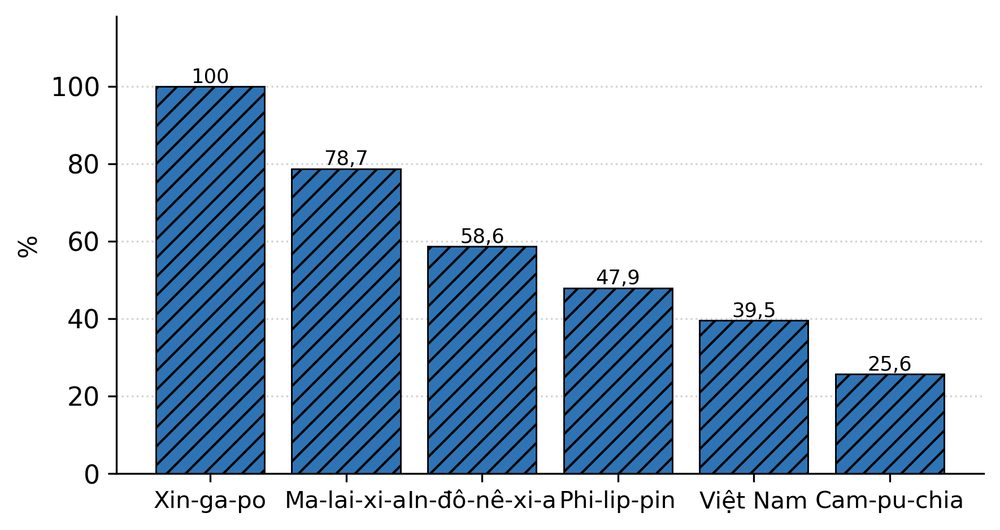 100
78,7
58,6
47,9
39,5
25,6
%
100
80
60
40
20
0
Xin-ga-po
Ma-lai-xi-a
In-đô-nê-xi-a
Phi-lip-pin
Việt Nam
Cam-pu-chia